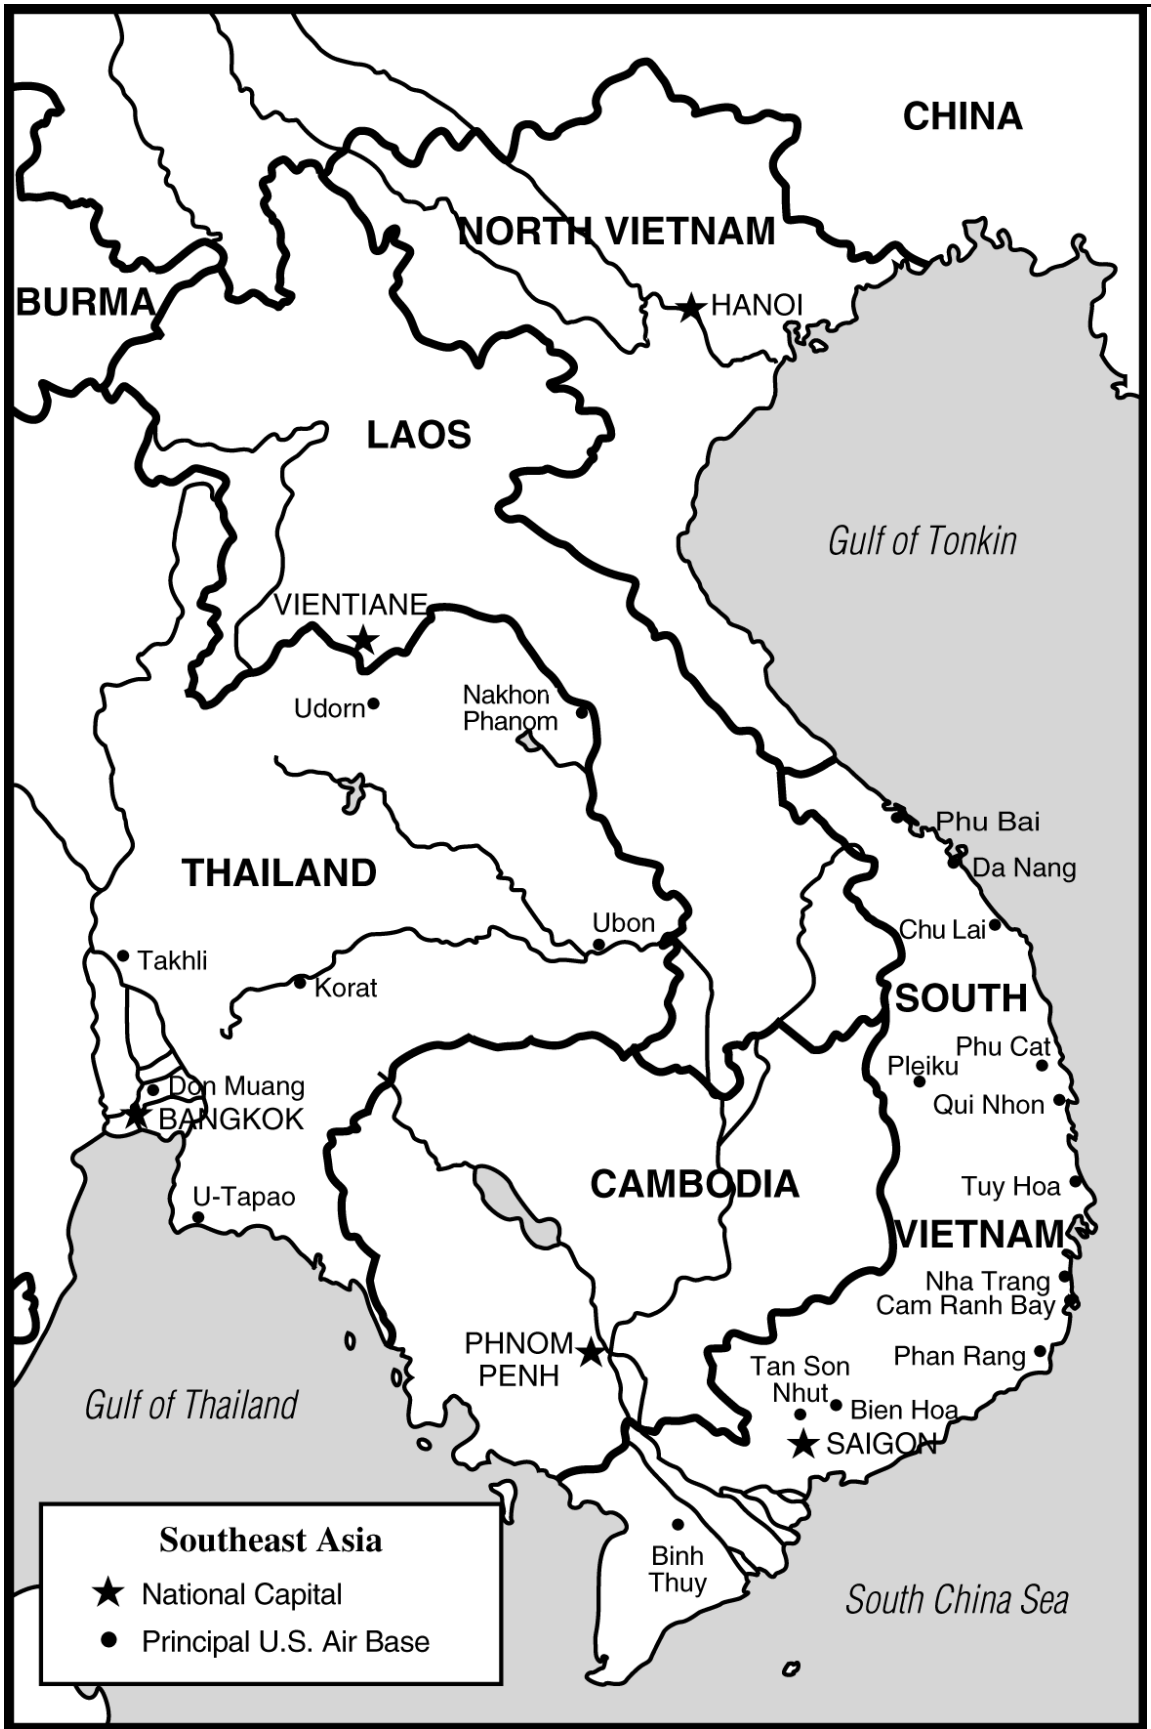 CHINA
NORTH VIETNAM
BURMA
HANOI
LAOS
Gulf of Tonkin
VIENTIANE
Udorn
Nakhon
Phanom
Phu Bai
THAILAND
Da Nang
Ubon
Chu Lai
Takhli
Korat
SOUTH
Phu Cat
Pleiku
Don Muang
Qui Nhon
BANGKOK
CAMBODIA
Tuy Hoa
U-Tapao
VIETNAM
Nha Trang
Cam Ranh Bay
PHNOM
PENH
Phan Rang
Tan Son
Nhut
Gulf of Thailand
Bien Hoa
SAIGON
Southeast Asia
National Capital
Principal U.S. Air Base
Binh
Thuy
South China Sea